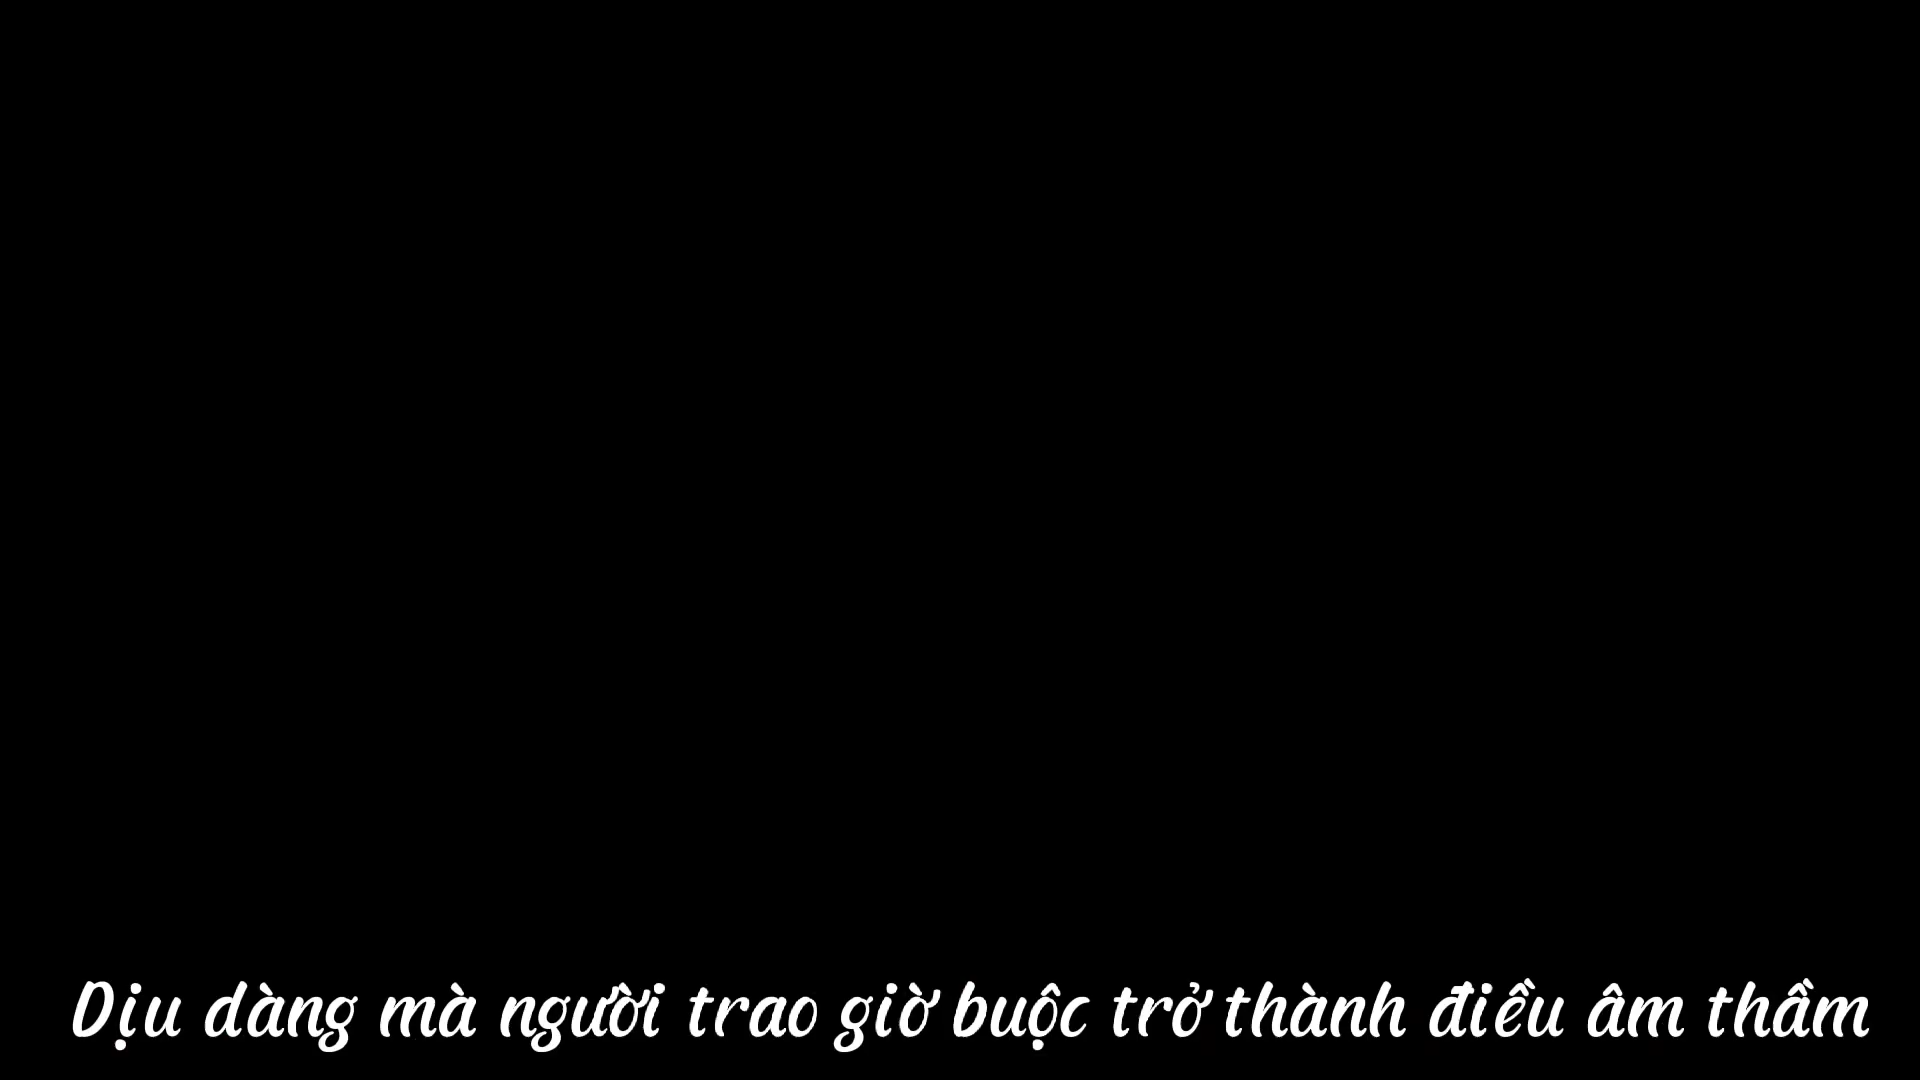 Dịu dàng mà người trao giờ buộc trở thành điều âm thầm